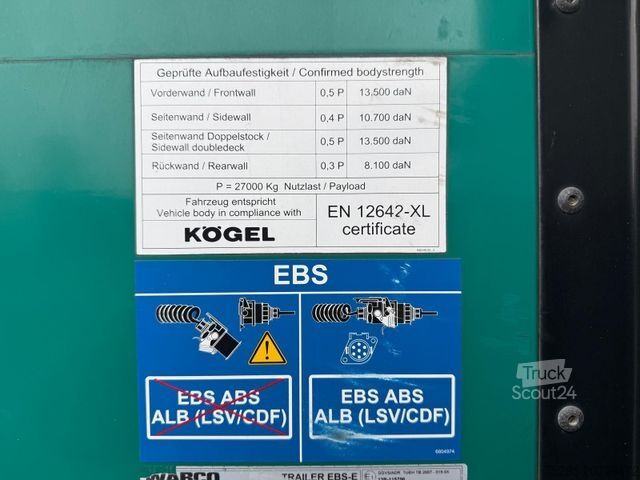 Geprüfte Aufbaufestigkeit / Confirmed bodystrength
Vorderwand / Frontwall 0,5 P 13.500 daN
Seitenwand / Sidewall 0,4 P 10.700 daN
Seitenwand Doppelstock / Sidewall doubledeck 0,5 P 13.500 daN
Rückwand / Rearwall 0,3 P 8.100 daN
P = 27000 Kg Nutzlast / Payload
Fahrzeug entspricht
Vehicle body in compliance with
KÖGEL
EN 12642-XL
certificate
EBS
EBS ABS
ALB (LSV/CDF)
EBS ABS
ALB (LSV/CDF)
6604974
WABCO TRAILER EBS-E
Truck
Scout24